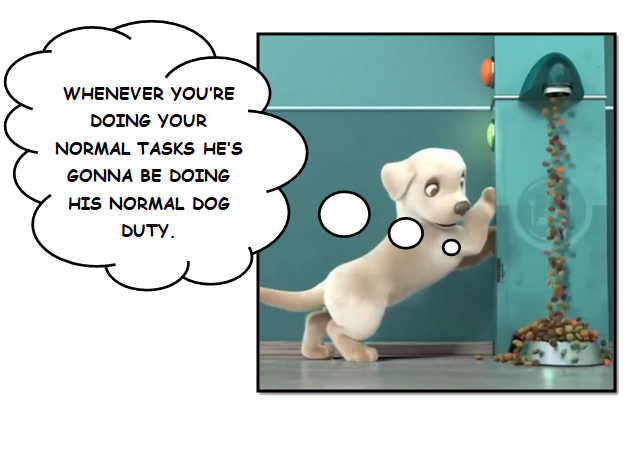 WHENEVER YOU'RE
DOING YOUR
NORMAL TASKS HE'S
GONNA BE DOING
HIS NORMAL DOG
DUTY.